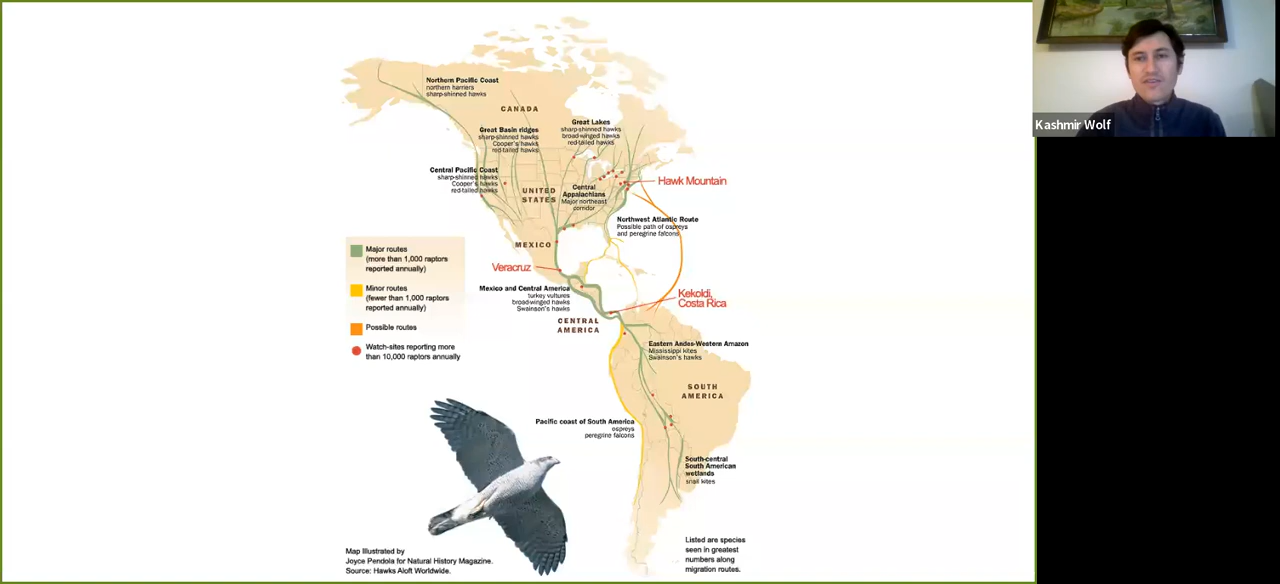 Northern Pacific Coast
northern harriers
sharp-shinned hawks
CANADA
Great Basin ridges
sharp-shinned hawks
Cooper's hawks
red-tailed hawks
Great Lakes
sharp-shinned hawks
broad-winged hawks
red-tailed hawks
Central Pacific Coast
sharp-shinned hawks
Cooper's hawks
red-tailed hawks
UNITED
STATES
Central
Appalachians
Major northeast
corridor
Hawk Mountain
Northwest Atlantic Route
Possible path of ospreys
and peregrine falcons
MEXICO
Veracruz
Mexico and Central America
turkey vultures
broad-winged hawks
Swainson's hawks
Kekoldi,
Costa Rica
CENTRAL
AMERICA
Major routes
(more than 1,000 raptors
reported annually)
Minor routes
(fewer than 1,000 raptors
reported annually)
Possible routes
Watch-sites reporting more
than 10,000 raptors annually
Eastern Andes-Western Amazon
Mississippi kites
Swainson's hawks
SOUTH
AMERICA
Pacific coast of South America
ospreys
peregrine falcons
South-central
South American
wetlands
snail kites
Map Illustrated by
Joyce Pendola for Natural History Magazine.
Source: Hawks Aloft Worldwide.
Listed are species
seen in greatest
numbers along
migration routes.
Kashmir Wolf